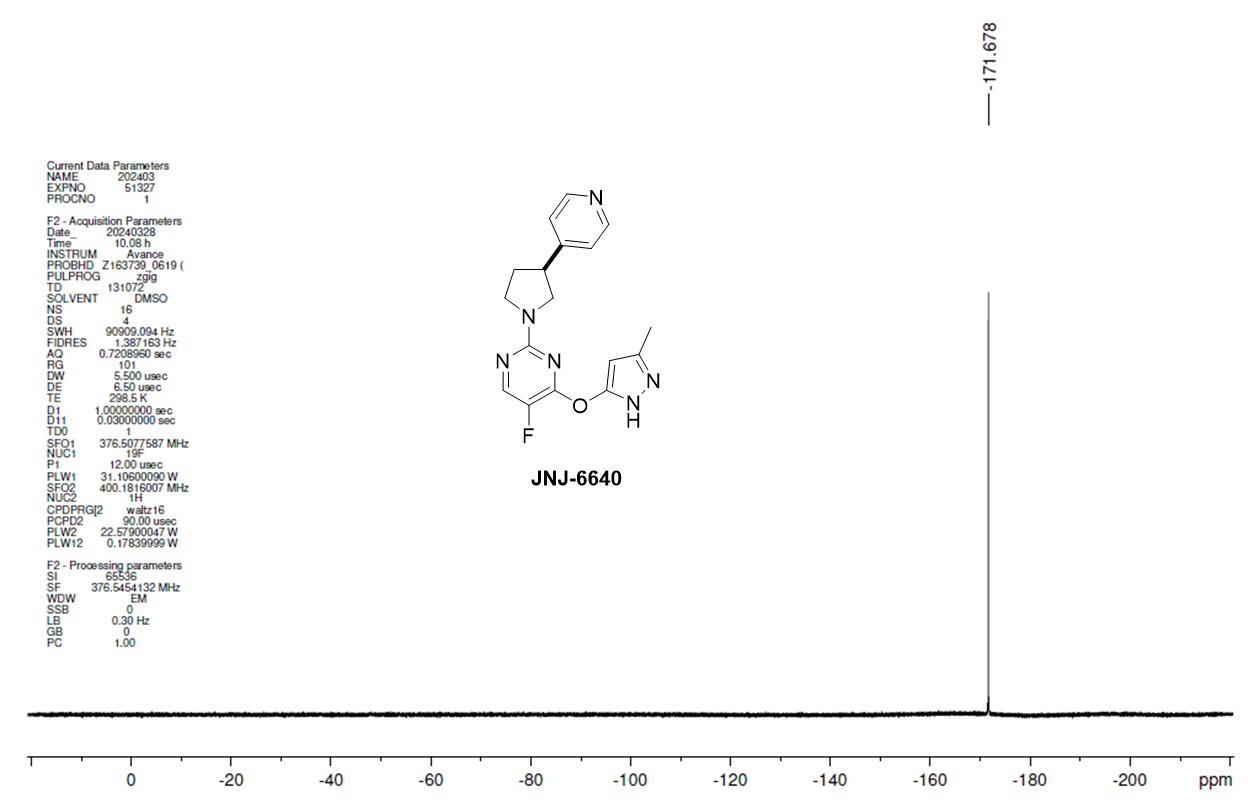 -171.678
Current Data Parameters
NAME 202403
EXPNO 51327
PROCNO 1
F2 - Acquisition Parameters
Date_ 20240328
Time 10.08 h
INSTRUM Avance
PROBHD Z163739_0619 (
PULPROG zgig
TD 131072
SOLVENT DMSO
NS 16
DS 4
SWH 90909.094 Hz
FIDRES 1.387163 Hz
AQ 0.7208960 sec
RG 101
DW 5.500 usec
DE 6.50 usec
TE 298.5 K
D1 1.00000000 sec
D11 0.03000000 sec
TD0 1
SFO1 376.5077587 MHz
NUC1 19F
P1 12.00 usec
PLW1 31.10600090 W
SFO2 400.1816007 MHz
NUC2 1H
CPDPRG[2 waltz16
PCPD2 90.00 usec
PLW2 22.57900047 W
PLW12 0.17839999 W
F2 - Processing parameters
SI 65536
SF 376.5454132 MHz
WDW EM
SSB 0
LB 0.30 Hz
GB 0
PC 1.00
N
N
N N
N
O
N
H
F
JNJ-6640
0 -20 -40 -60 -80 -100 -120 -140 -160 -180 -200 ppm